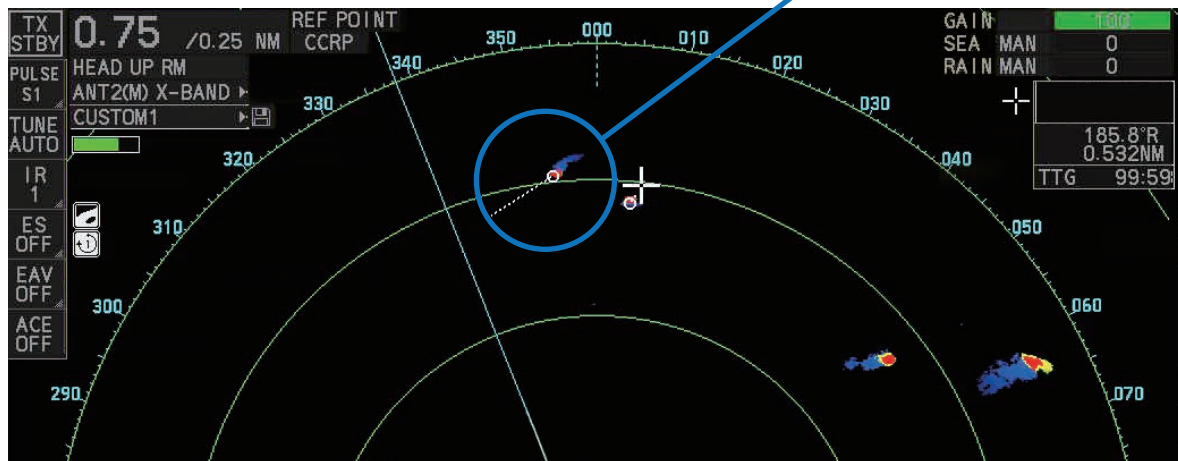 TX
STBY
0.75 /0.25 NM
REF POINT
CCRP
PULSE
S1
HEAD UP RM
ANT2(M) X-BAND
CUSTOM1
TUNE
AUTO
IR
1
ES
OFF
EAV
OFF
ACE
OFF
290
300
310
320
330
340
350
000
010
020
030
040
050
060
070
GAIN 100
SEA MAN 0
RAIN MAN 0
185.8°R
0.532NM
TTG 99:59